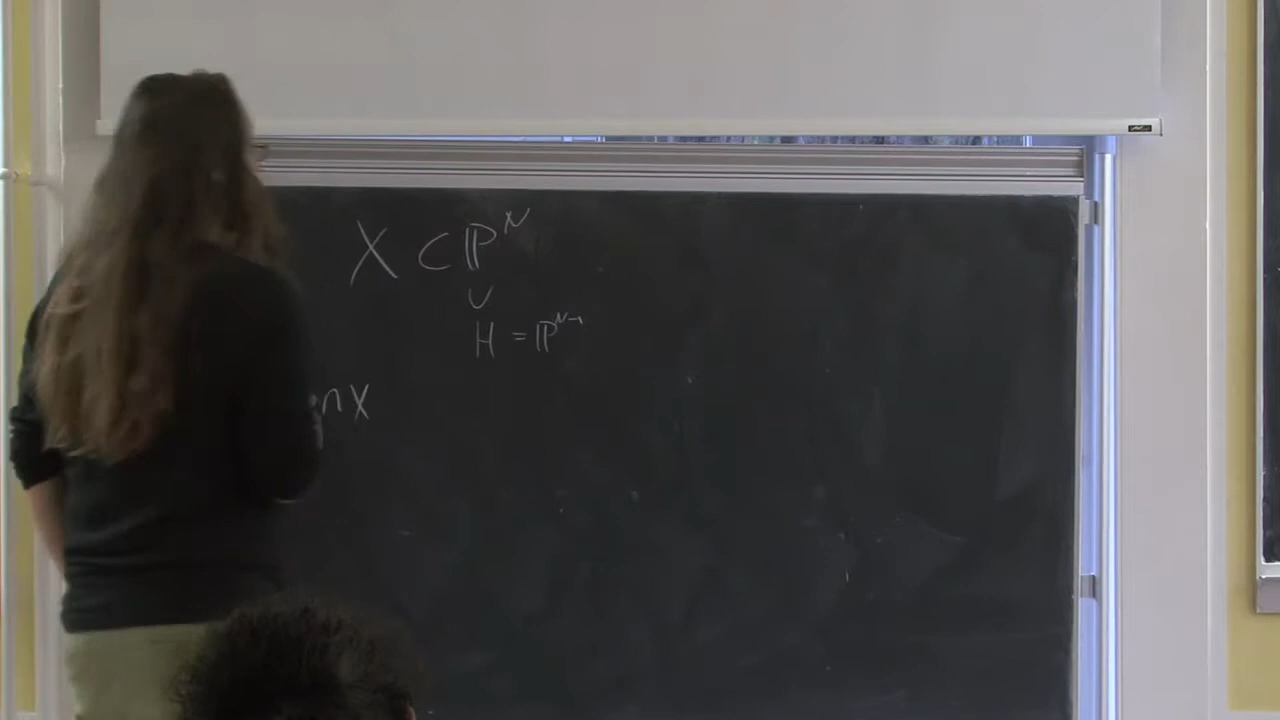 X ⊂ ℙᴺ
∪
H = ℙᴺ⁻¹
∩ X